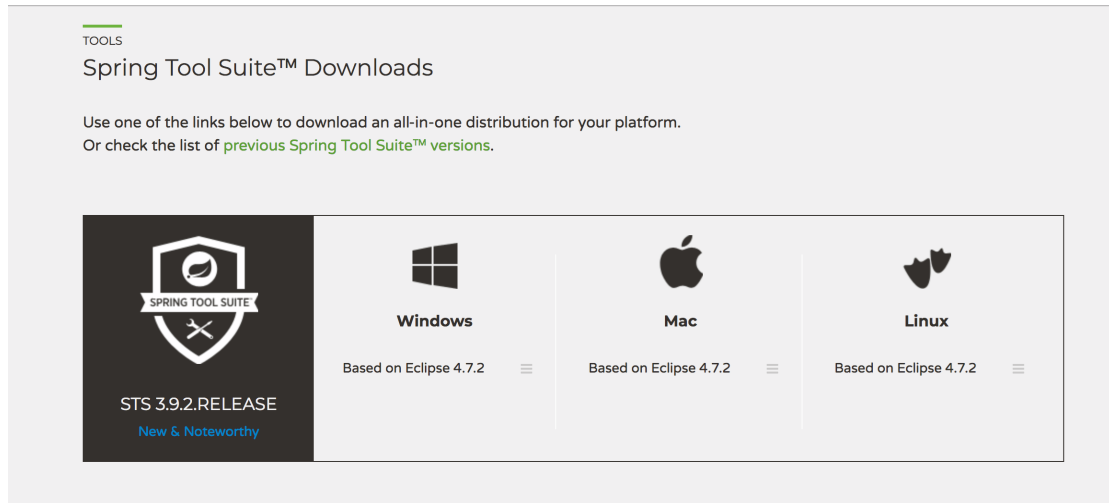 TOOLS
Spring Tool Suite™ Downloads
Use one of the links below to download an all-in-one distribution for your platform.
Or check the list of previous Spring Tool Suite™ versions.
SPRING TOOL SUITE™
STS 3.9.2.RELEASE
New & Noteworthy
Windows
Based on Eclipse 4.7.2
Mac
Based on Eclipse 4.7.2
Linux
Based on Eclipse 4.7.2